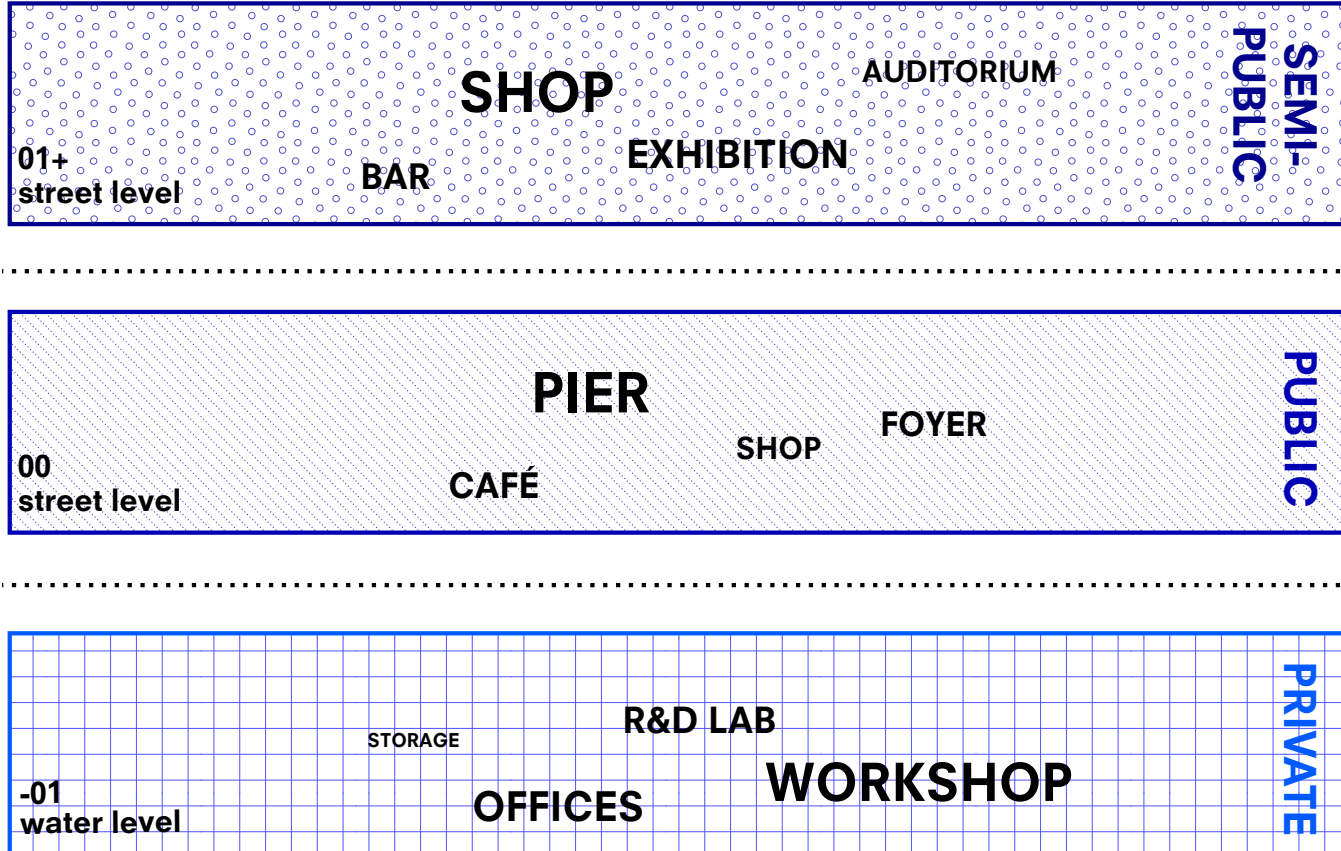 SHOP
AUDITORIUM
EXHIBITION
BAR
01+
street level
SEMI-
PUBLIC
PIER
FOYER
SHOP
CAFÉ
00
street level
PUBLIC
R&D LAB
STORAGE
WORKSHOP
OFFICES
-01
water level
PRIVATE